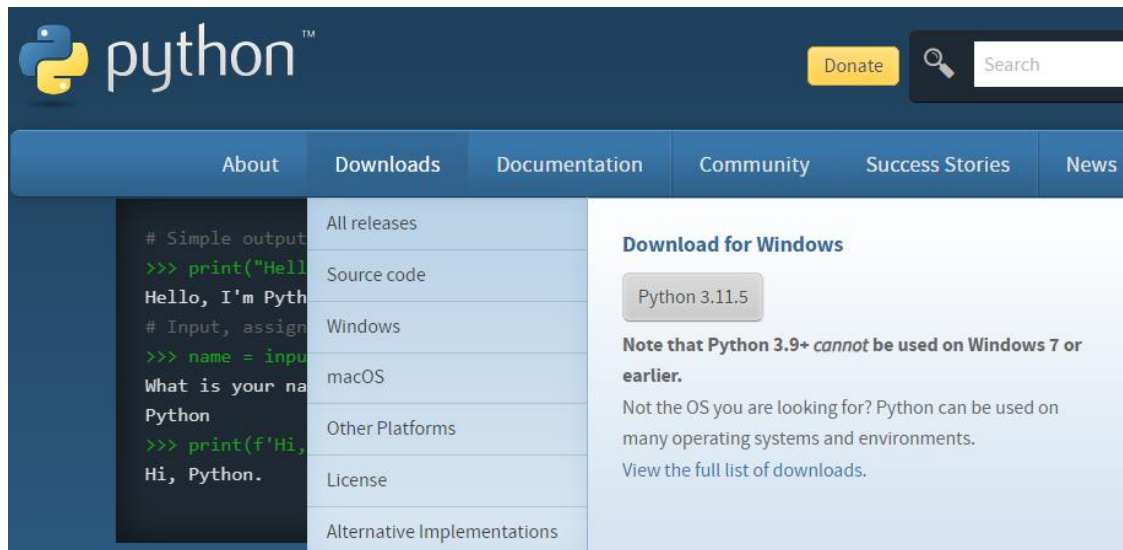 python™
Donate
Search
About Downloads Documentation Community Success Stories News
# Simple output
>>> print("Hell
Hello, I'm Pyth
# Input, assign
>>> name = inpu
What is your na
Python
>>> print(f'Hi,
Hi, Python.
All releases
Source code
Windows
macOS
Other Platforms
License
Alternative Implementations
Download for Windows
Python 3.11.5
Note that Python 3.9+ cannot be used on Windows 7 or
earlier.
Not the OS you are looking for? Python can be used on
many operating systems and environments.
View the full list of downloads.